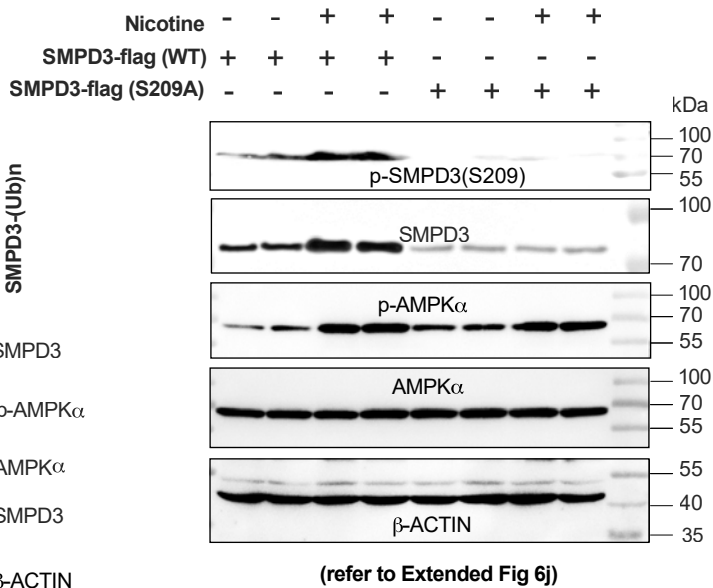 Nicotine - - + + - - + +
SMPD3-flag (WT) + + + + - - - -
SMPD3-flag (S209A) - - - - + + + +
kDa
100
70
55
p-SMPD3(S209)
SMPD3-(Ub)n
100
SMPD3
70
100
p-AMPKα
70
55
SMPD3
100
AMPKα
70
55
p-AMPKα
AMPKα
55
SMPD3
40
β-ACTIN
35
β-ACTIN
(refer to Extended Fig 6j)